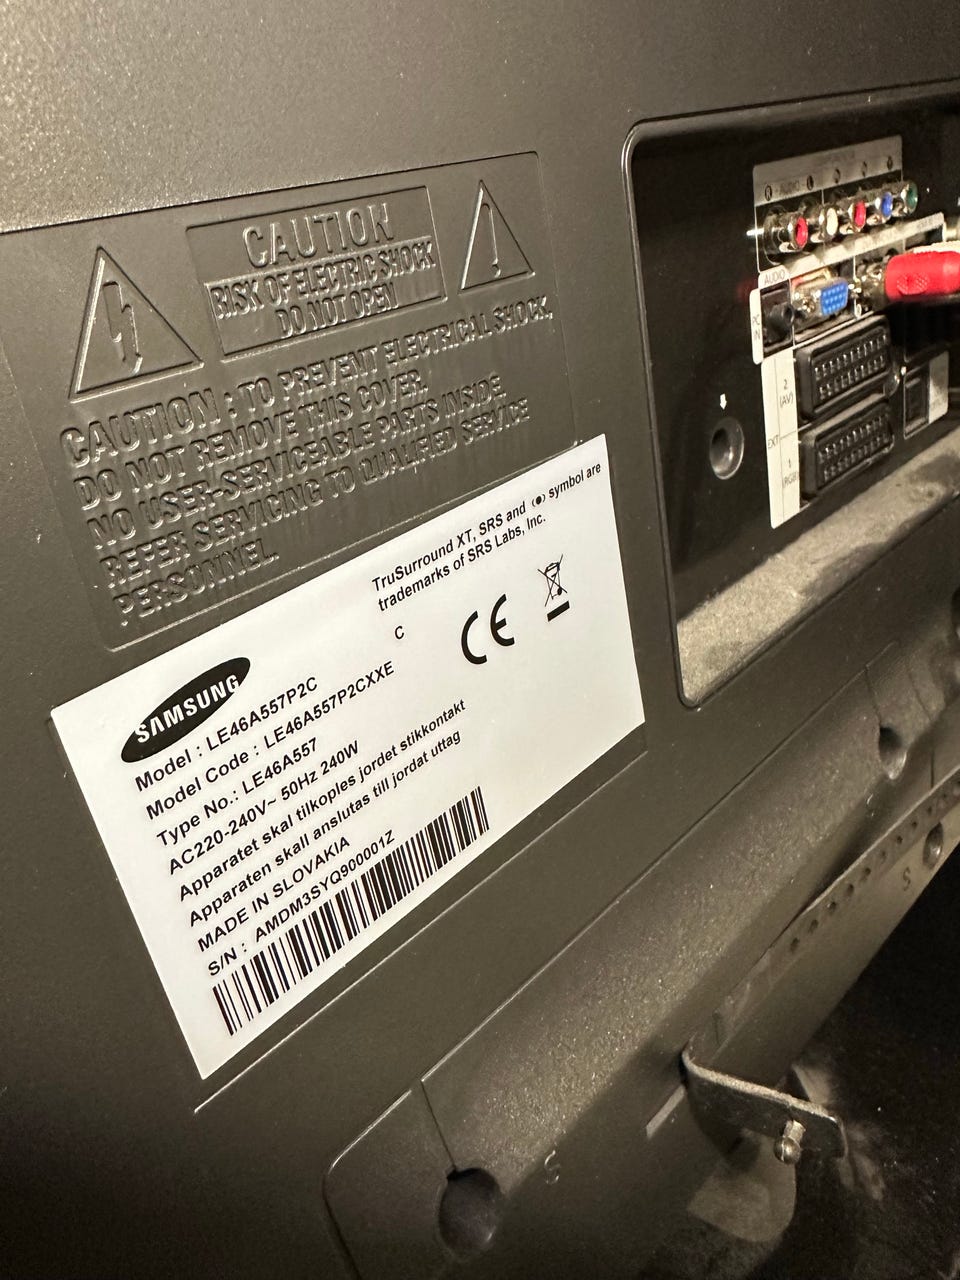 CAUTION
RISK OF ELECTRIC SHOCK
DO NOT OPEN
CAUTION : TO PREVENT ELECTRICAL SHOCK,
DO NOT REMOVE THIS COVER.
NO USER-SERVICEABLE PARTS INSIDE.
REFER SERVICING TO QUALIFIED SERVICE
PERSONNEL.
TruSurround XT, SRS and (●) symbol are
trademarks of SRS Labs, Inc.
C
CE
SAMSUNG
Model : LE46A557P2C
Model Code : LE46A557P2CXXE
Type No.: LE46A557
AC220-240V~ 50Hz 240W
Apparatet skal tilkoples jordet stikkontakt
Apparaten skall anslutas till jordat uttag
MADE IN SLOVAKIA
S/N : AMDM3SYQ900001Z
R - AUDIO - L
AUDIO
PC
IN
2
(AV)
EXT
1
(RGB)
S
S